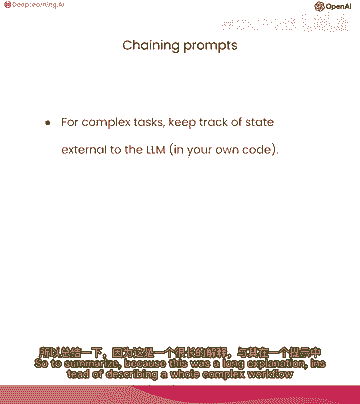 DeepLearning.AI
OpenAI
Chaining prompts
• For complex tasks, keep track of state
external to the LLM (in your own code).
所以总结一下，因为这是一个很长的解释，与其在一个提示中
So to summarize, because this was a long explanation, ins
tead of describing a whole complex workflow